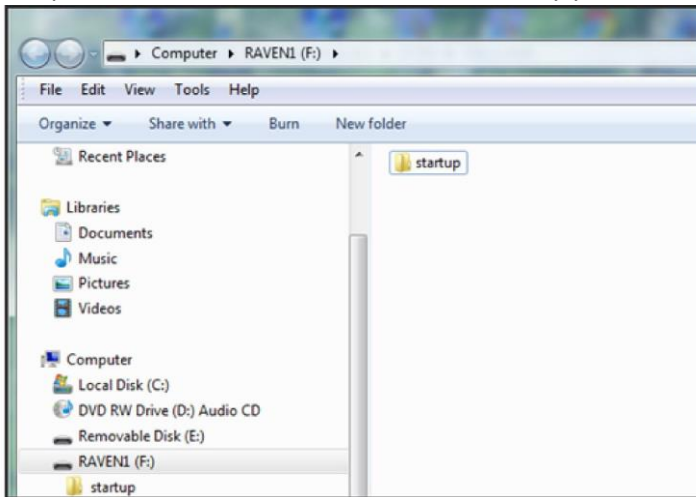 Computer ▸ RAVEN1 (F:) ▸
File Edit View Tools Help
Organize ▾ Share with ▾ Burn New folder
Recent Places
startup
Libraries
Documents
Music
Pictures
Videos
Computer
Local Disk (C:)
DVD RW Drive (D:) Audio CD
Removable Disk (E:)
RAVEN1 (F:)
startup